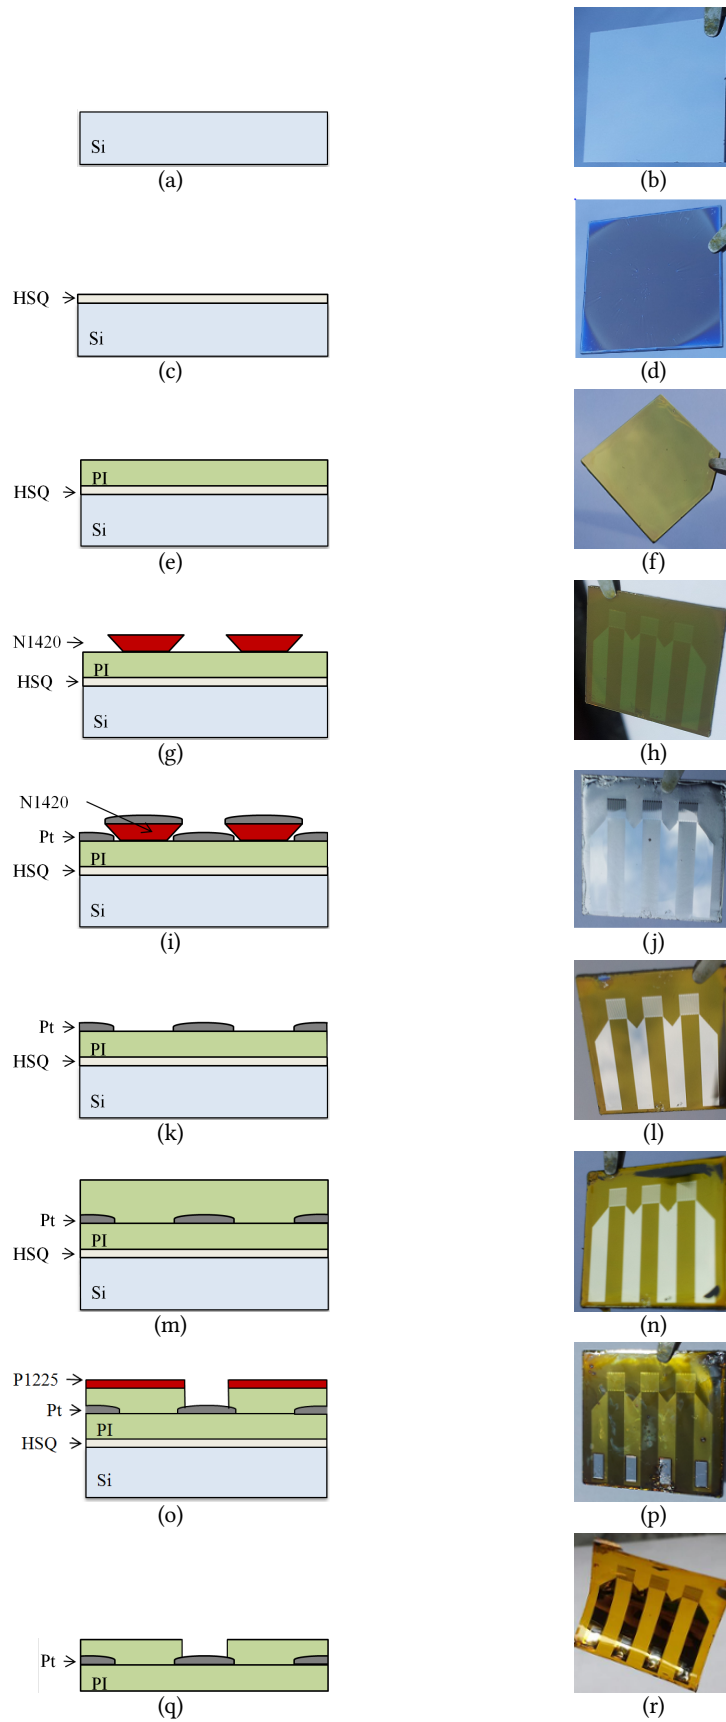 Si
(a)
(b)
HSQ
Si
(c)
(d)
PI
HSQ
Si
(e)
(f)
N1420
PI
HSQ
Si
(g)
(h)
N1420
Pt
PI
HSQ
Si
(i)
(j)
Pt
PI
HSQ
Si
(k)
(l)
Pt
PI
HSQ
Si
(m)
(n)
P1225
Pt
PI
HSQ
Si
(o)
(p)
Pt
PI
(q)
(r)